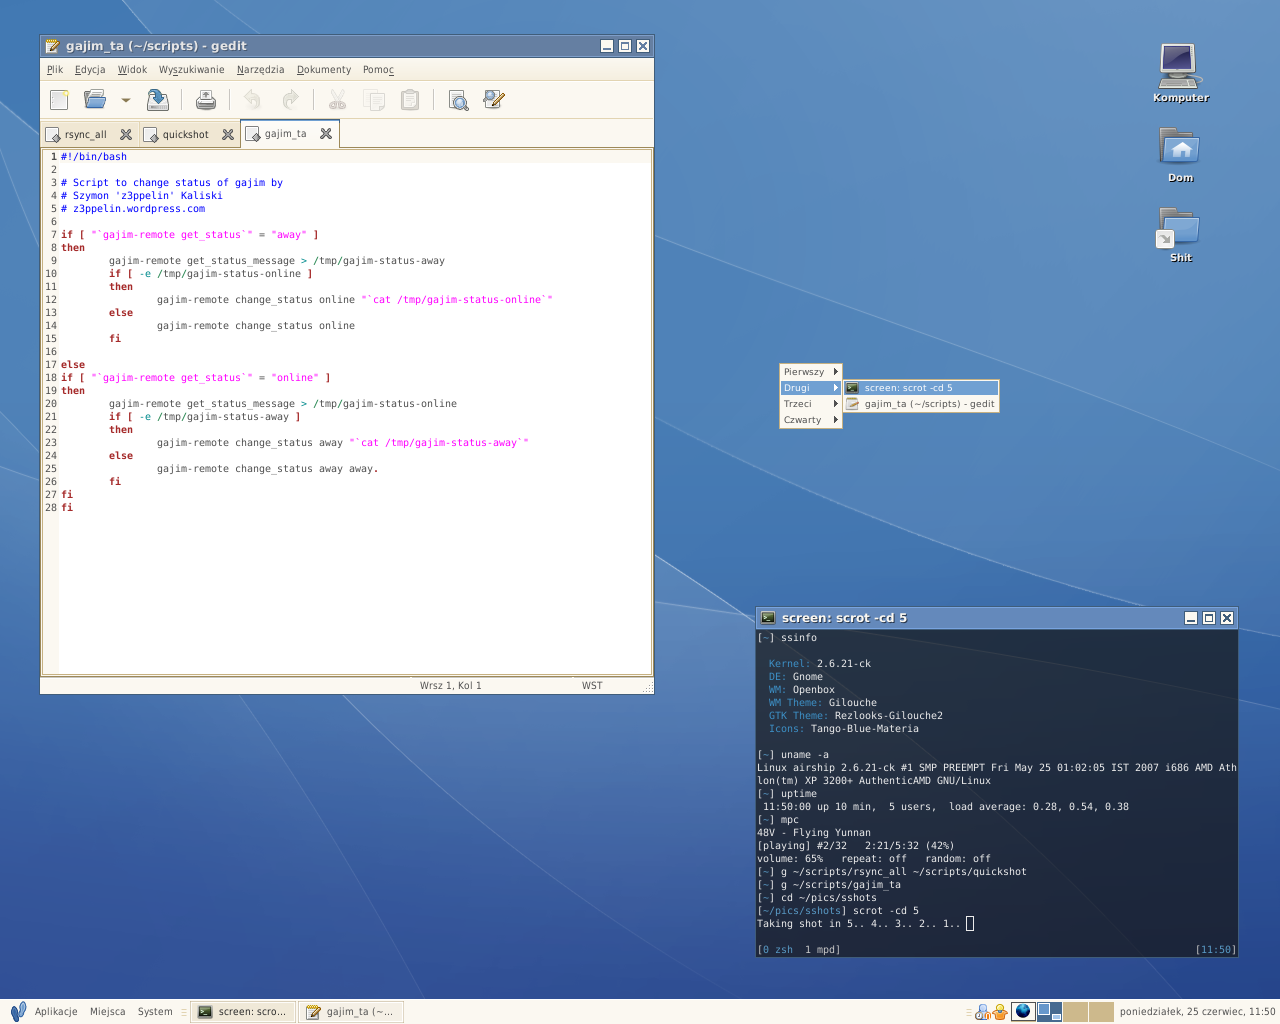 gajim_ta (~/scripts) - gedit
Plik Edycja Widok Wyszukiwanie Narzędzia Dokumenty Pomoc
rsync_all quickshot gajim_ta
1 #!/bin/bash
2
3 # Script to change status of gajim by
4 # Szymon 'z3ppelin' Kaliski
5 # z3ppelin.wordpress.com
6
7 if [ "`gajim-remote get_status`" = "away" ]
8 then
9 gajim-remote get_status_message > /tmp/gajim-status-away
10 if [ -e /tmp/gajim-status-online ]
11 then
12 gajim-remote change_status online "`cat /tmp/gajim-status-online`"
13 else
14 gajim-remote change_status online
15 fi
16
17 else
18 if [ "`gajim-remote get_status`" = "online" ]
19 then
20 gajim-remote get_status_message > /tmp/gajim-status-online
21 if [ -e /tmp/gajim-status-away ]
22 then
23 gajim-remote change_status away "`cat /tmp/gajim-status-away`"
24 else
25 gajim-remote change_status away away.
26 fi
27 fi
28 fi
Wrsz 1, Kol 1 WST
Komputer
Dom
Shit
Pierwszy
Drugi
Trzeci
Czwarty
screen: scrot -cd 5
gajim_ta (~/scripts) - gedit
screen: scrot -cd 5
[~] ssinfo
Kernel: 2.6.21-ck
DE: Gnome
WM: Openbox
WM Theme: Gilouche
GTK Theme: Rezlooks-Gilouche2
Icons: Tango-Blue-Materia
[~] uname -a
Linux airship 2.6.21-ck #1 SMP PREEMPT Fri May 25 01:02:05 IST 2007 i686 AMD Ath
lon(tm) XP 3200+ AuthenticAMD GNU/Linux
[~] uptime
11:50:00 up 10 min, 5 users, load average: 0.28, 0.54, 0.38
[~] mpc
48V - Flying Yunnan
[playing] #2/32 2:21/5:32 (42%)
volume: 65% repeat: off random: off
[~] g ~/scripts/rsync_all ~/scripts/quickshot
[~] g ~/scripts/gajim_ta
[~] cd ~/pics/sshots
[~/pics/sshots] scrot -cd 5
Taking shot in 5.. 4.. 3.. 2.. 1..
[0 zsh 1 mpd] [11:50]
Aplikacje Miejsca System screen: scro... gajim_ta (~... poniedziałek, 25 czerwiec, 11:50